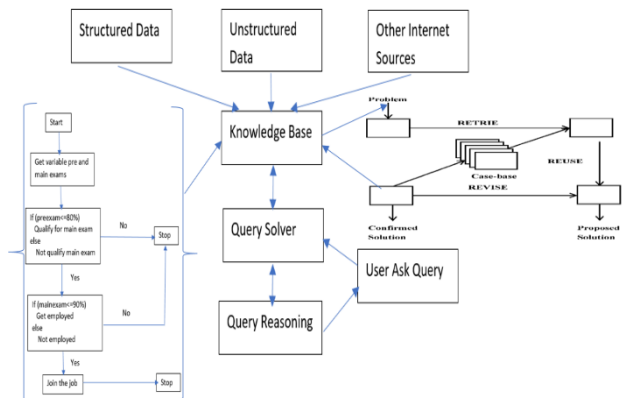 Structured Data
Unstructured
Data
Other Internet
Sources
Knowledge Base
Query Solver
Query Reasoning
User Ask Query
Start
Get variable pre and
main exams
If (preexam<=80%)
Qualify for main exam
else
Not qualify main exam
No
Stop
Yes
If (mainexam<=90%)
Get employed
else
Not employed
No
Yes
Join the job
Stop
Problem
RETRIE
Case-base
REUSE
REVISE
Confirmed
Solution
Proposed
Solution